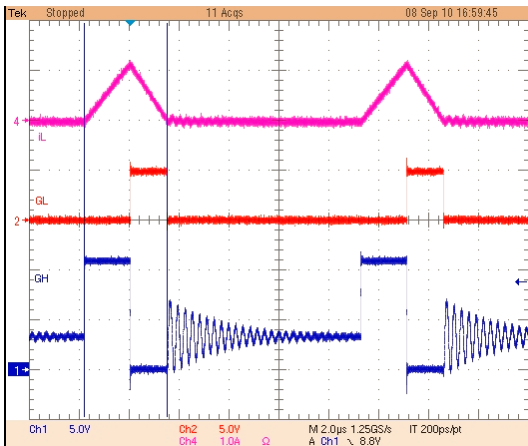 Tek Stopped 11 Acqs 08 Sep 10 16:59:45
4
iL
GL
2
GH
1
Ch1 5.0V Ch2 5.0V M 2.0µs 1.25GS/s IT 200ps/pt
Ch4 1.0A Ω A Ch1 ↘ 8.8V